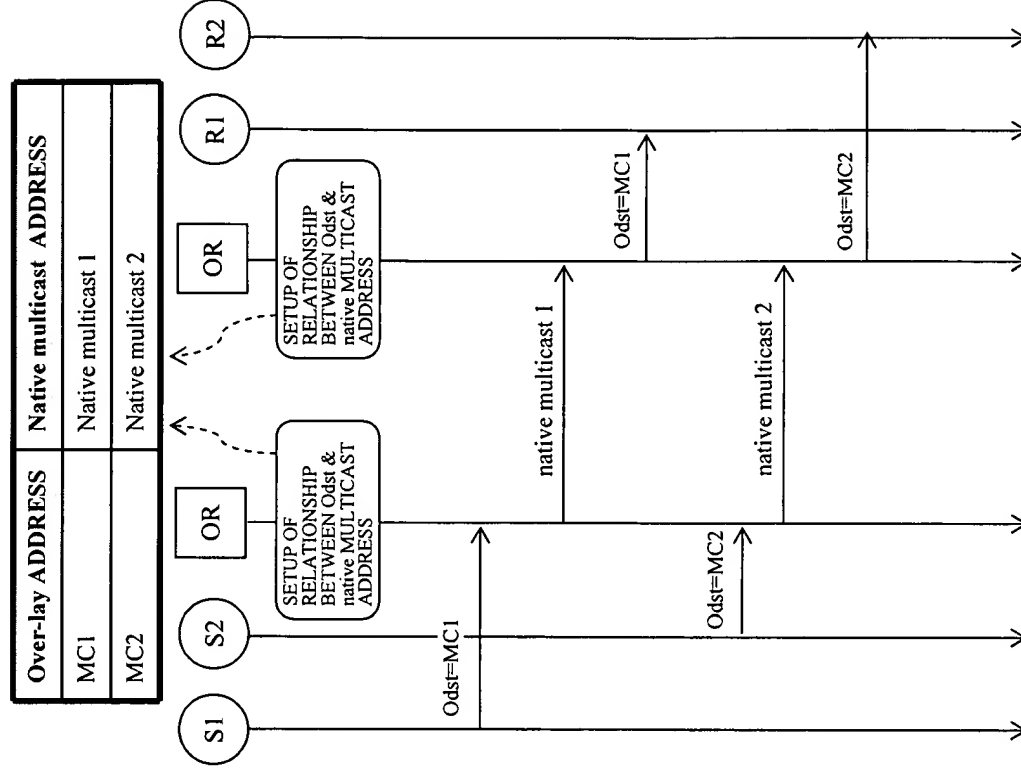 Over-lay ADDRESS Native multicast ADDRESS
MC1 Native multicast 1
MC2 Native multicast 2
S1 S2 OR OR R1 R2
SETUP OF
RELATIONSHIP
BETWEEN Odst &
native MULTICAST
ADDRESS
SETUP OF
RELATIONSHIP
BETWEEN Odst &
native MULTICAST
ADDRESS
Odst=MC1
native multicast 1
Odst=MC1
Odst=MC2
native multicast 2
Odst=MC2